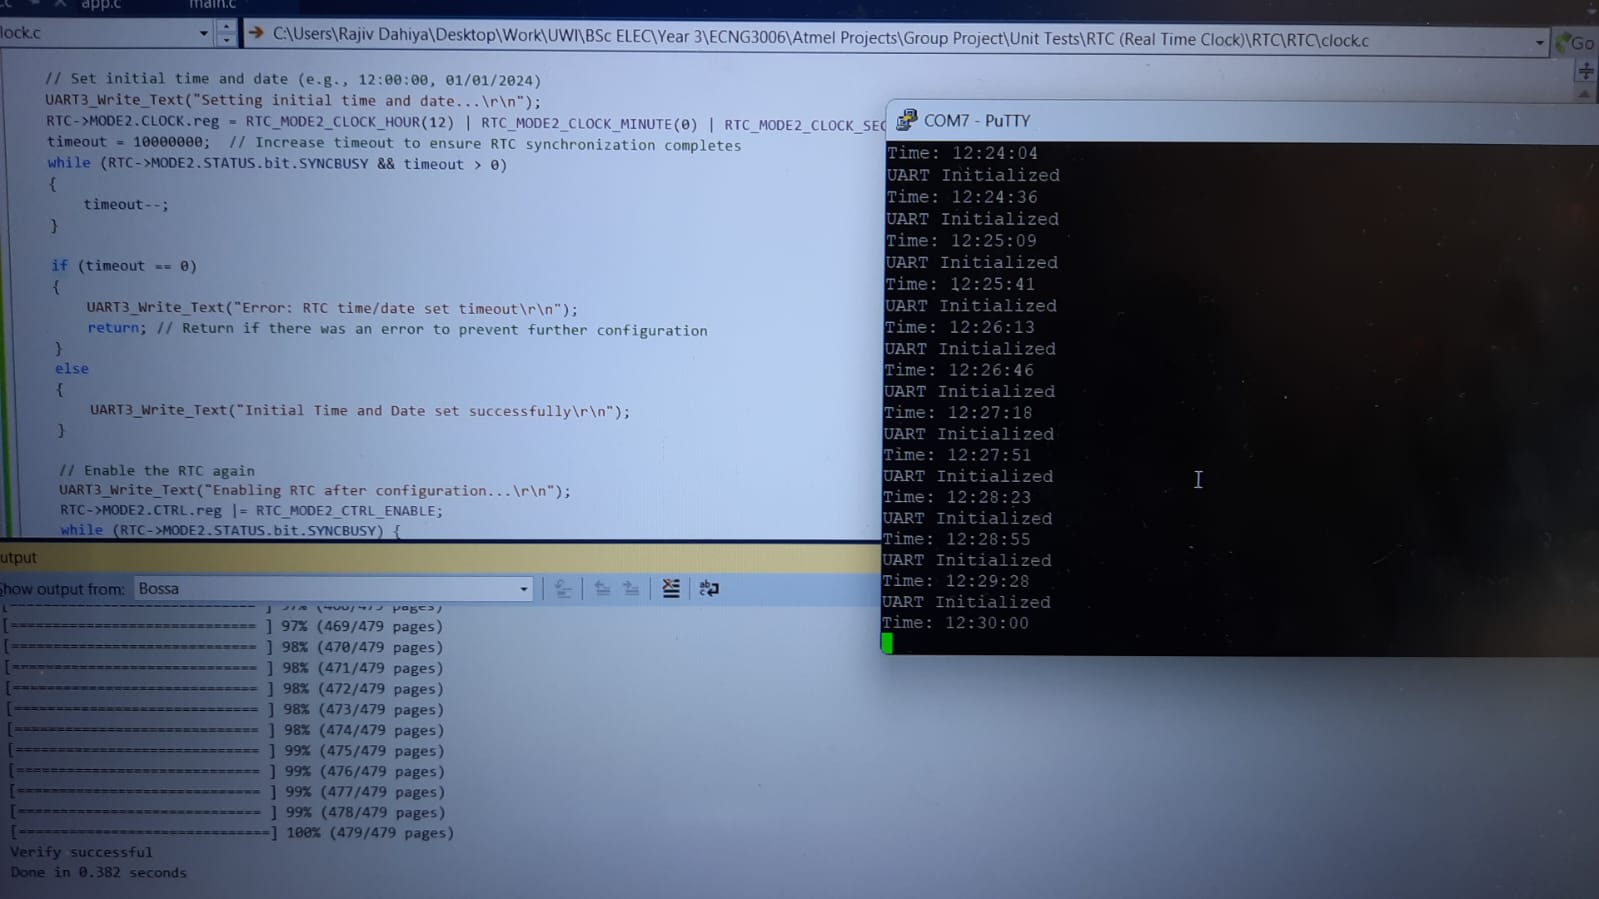 app.c
main.c
lock.c
C:\Users\Rajiv Dahiya\Desktop\Work\UWI\BSc ELEC\Year 3\ECNG3006\Atmel Projects\Group Project\Unit Tests\RTC (Real Time Clock)\RTC\RTC\clock.c
Go
// Set initial time and date (e.g., 12:00:00, 01/01/2024)
UART3_Write_Text("Setting initial time and date...\r\n");
RTC->MODE2.CLOCK.reg = RTC_MODE2_CLOCK_HOUR(12) | RTC_MODE2_CLOCK_MINUTE(0) | RTC_MODE2_CLOCK_SEC
timeout = 10000000;  // Increase timeout to ensure RTC synchronization completes
while (RTC->MODE2.STATUS.bit.SYNCBUSY && timeout > 0)
{
timeout--;
}
if (timeout == 0)
{
UART3_Write_Text("Error: RTC time/date set timeout\r\n");
return; // Return if there was an error to prevent further configuration
}
else
{
UART3_Write_Text("Initial Time and Date set successfully\r\n");
}
// Enable the RTC again
UART3_Write_Text("Enabling RTC after configuration...\r\n");
RTC->MODE2.CTRL.reg |= RTC_MODE2_CTRL_ENABLE;
while (RTC->MODE2.STATUS.bit.SYNCBUSY) {
COM7 - PuTTY
Time: 12:24:04
UART Initialized
Time: 12:24:36
UART Initialized
Time: 12:25:09
UART Initialized
Time: 12:25:41
UART Initialized
Time: 12:26:13
UART Initialized
Time: 12:26:46
UART Initialized
Time: 12:27:18
UART Initialized
Time: 12:27:51
UART Initialized
Time: 12:28:23
UART Initialized
Time: 12:28:55
UART Initialized
Time: 12:29:28
UART Initialized
Time: 12:30:00
utput
Show output from: Bossa
[============================ ] 97% (468/479 pages)
[============================ ] 97% (469/479 pages)
[============================ ] 98% (470/479 pages)
[============================ ] 98% (471/479 pages)
[============================ ] 98% (472/479 pages)
[============================ ] 98% (473/479 pages)
[============================ ] 98% (474/479 pages)
[============================ ] 99% (475/479 pages)
[============================ ] 99% (476/479 pages)
[============================ ] 99% (477/479 pages)
[============================ ] 99% (478/479 pages)
[=============================] 100% (479/479 pages)
Verify successful
Done in 0.382 seconds